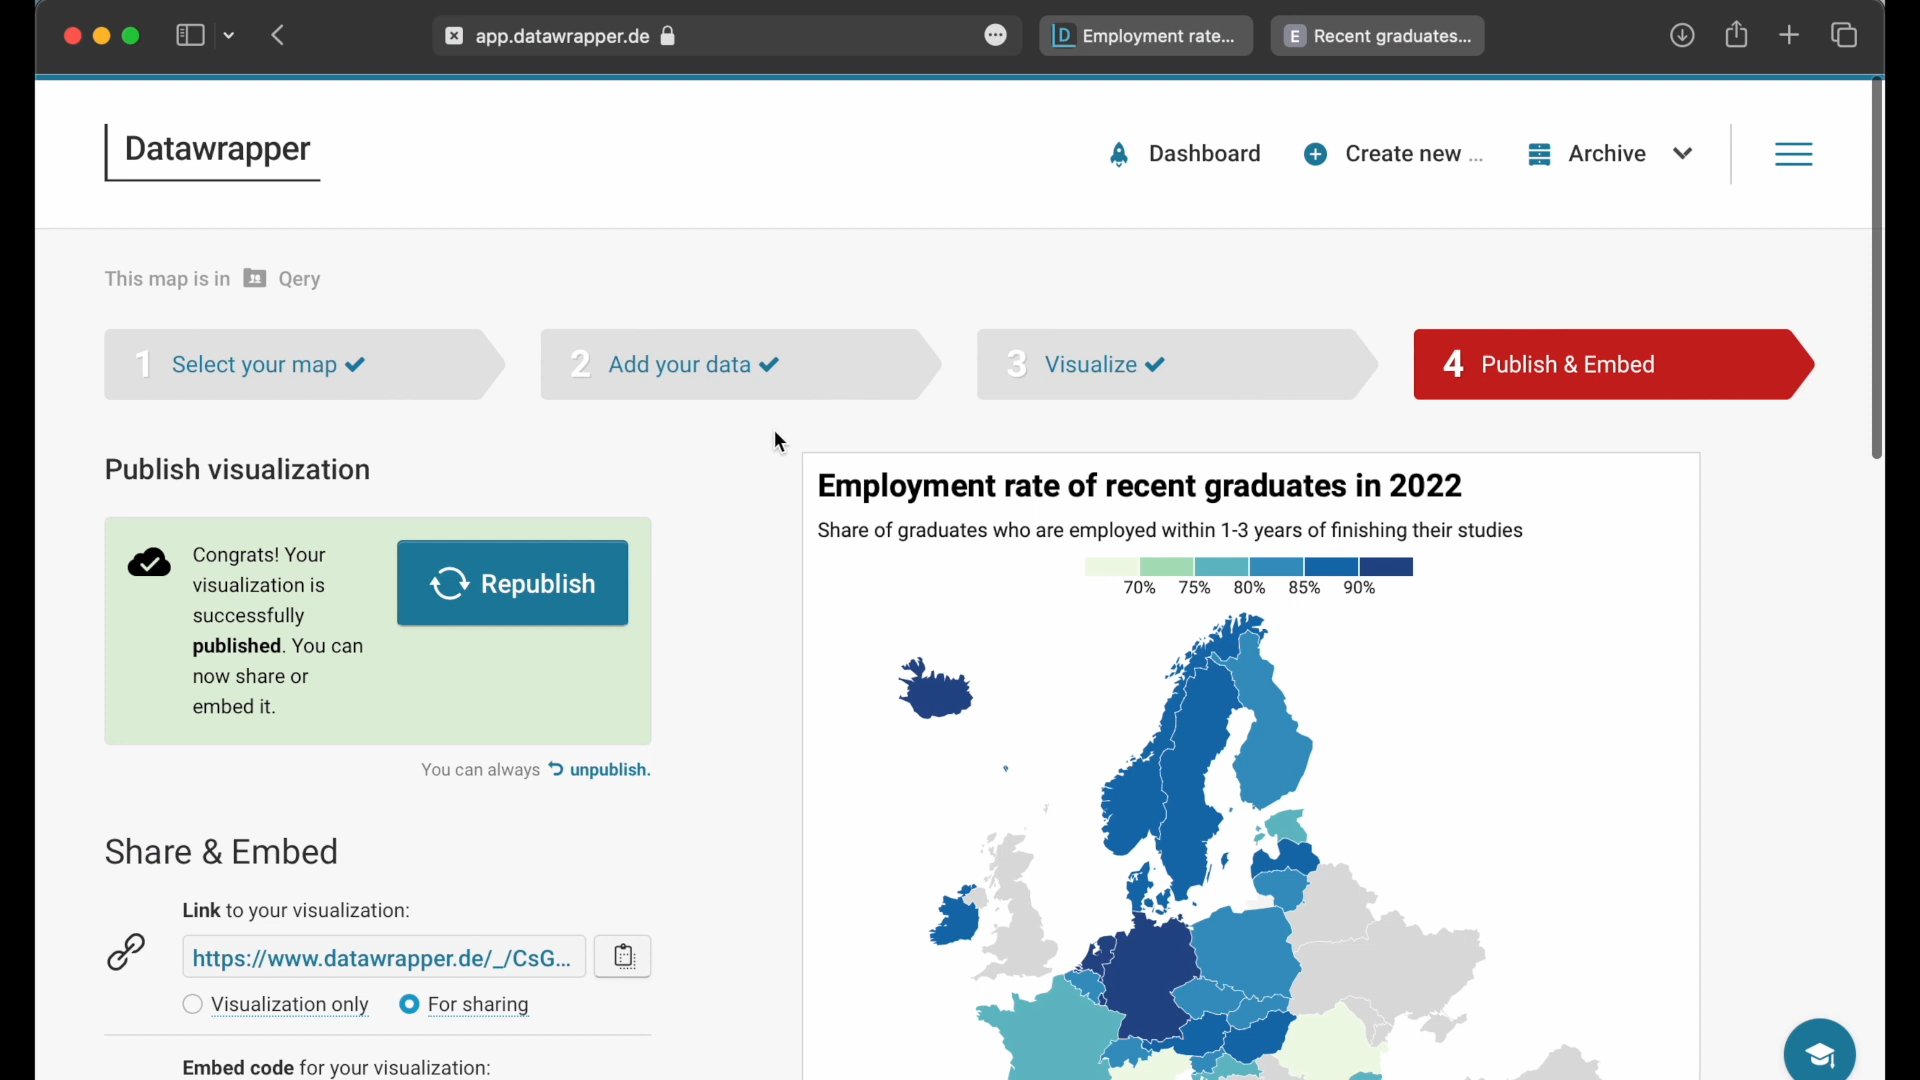 app.datawrapper.de
D Employment rate...
E Recent graduates...
Datawrapper
Dashboard
Create new ...
Archive
This map is in Qery
1 Select your map
2 Add your data
3 Visualize
4 Publish & Embed
Publish visualization
Congrats! Your
visualization is
successfully
published. You can
now share or
embed it.
Republish
You can always unpublish.
Share & Embed
Link to your visualization:
https://www.datawrapper.de/_/CsG...
Visualization only
For sharing
Embed code for your visualization:
Employment rate of recent graduates in 2022
Share of graduates who are employed within 1-3 years of finishing their studies
70% 75% 80% 85% 90%